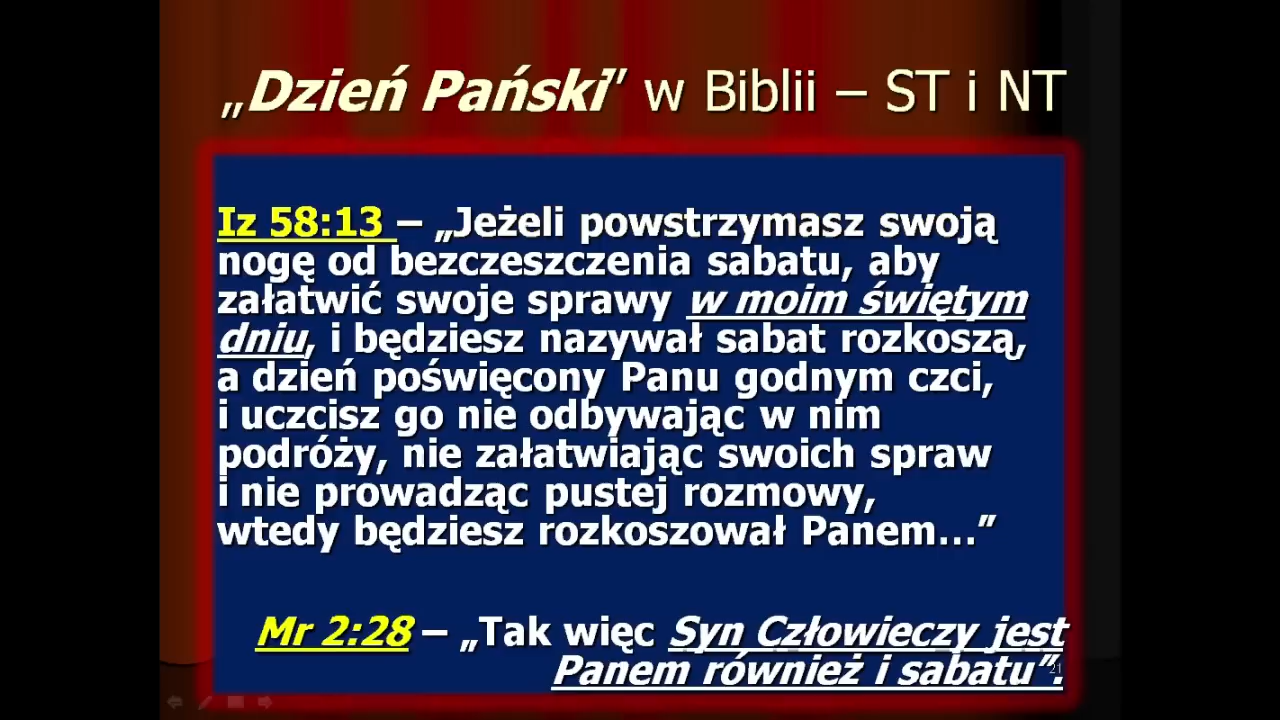 „Dzień Pański” w Biblii – ST i NT
Iz 58:13 – „Jeżeli powstrzymasz swoją
nogę od bezczeszczenia sabatu, aby
załatwić swoje sprawy w moim świętym
dniu, i będziesz nazywał sabat rozkoszą,
a dzień poświęcony Panu godnym czci,
i uczcisz go nie odbywając w nim
podróży, nie załatwiając swoich spraw
i nie prowadząc pustej rozmowy,
wtedy będziesz rozkoszował Panem…”
Mr 2:28 – „Tak więc Syn Człowieczy jest
Panem również i sabatu”.
21